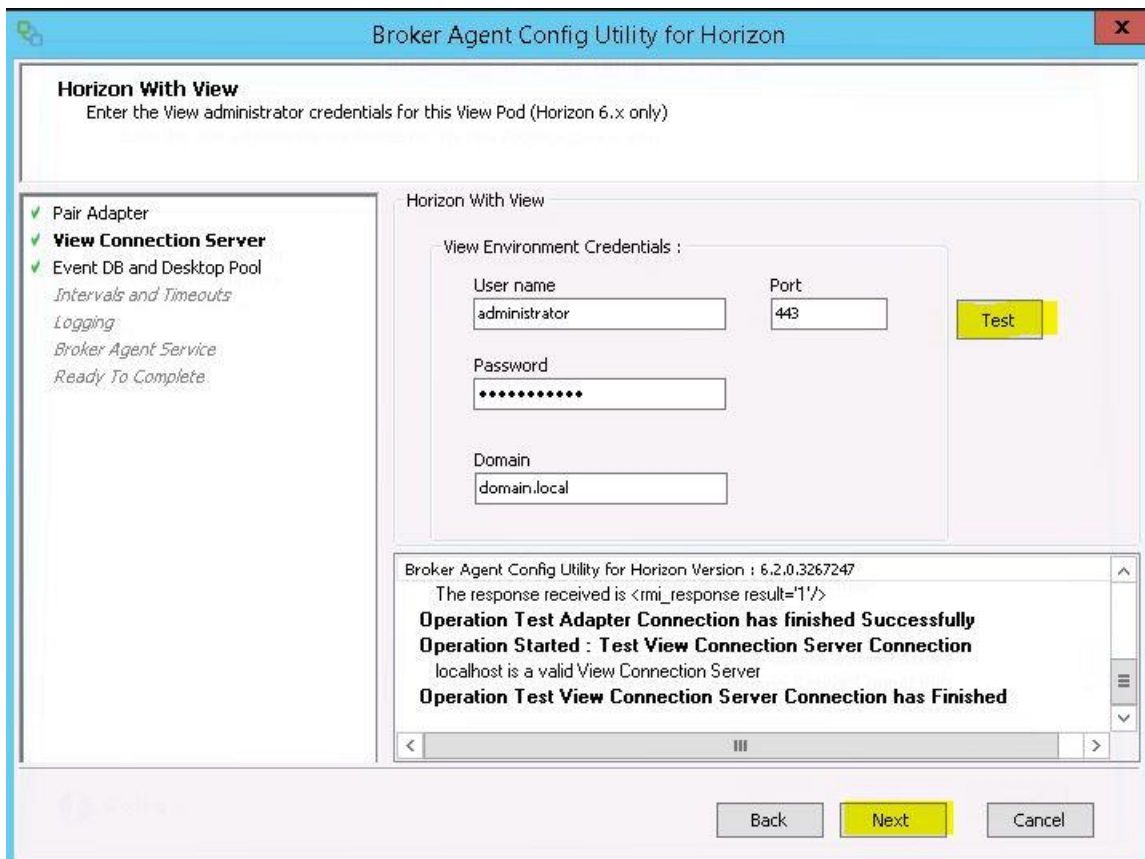 Broker Agent Config Utility for Horizon
x
Horizon With View
Enter the View administrator credentials for this View Pod (Horizon 6.x only)
Pair Adapter
View Connection Server
Event DB and Desktop Pool
Intervals and Timeouts
Logging
Broker Agent Service
Ready To Complete
Horizon With View
View Environment Credentials :
User name
Port
administrator
443
Test
Password
•••••••••••
Domain
domain.local
Broker Agent Config Utility for Horizon Version : 6.2.0.3267247
The response received is <rmi_response result='1'/>
Operation Test Adapter Connection has finished Successfully
Operation Started : Test View Connection Server Connection
localhost is a valid View Connection Server
Operation Test View Connection Server Connection has Finished
Back
Next
Cancel